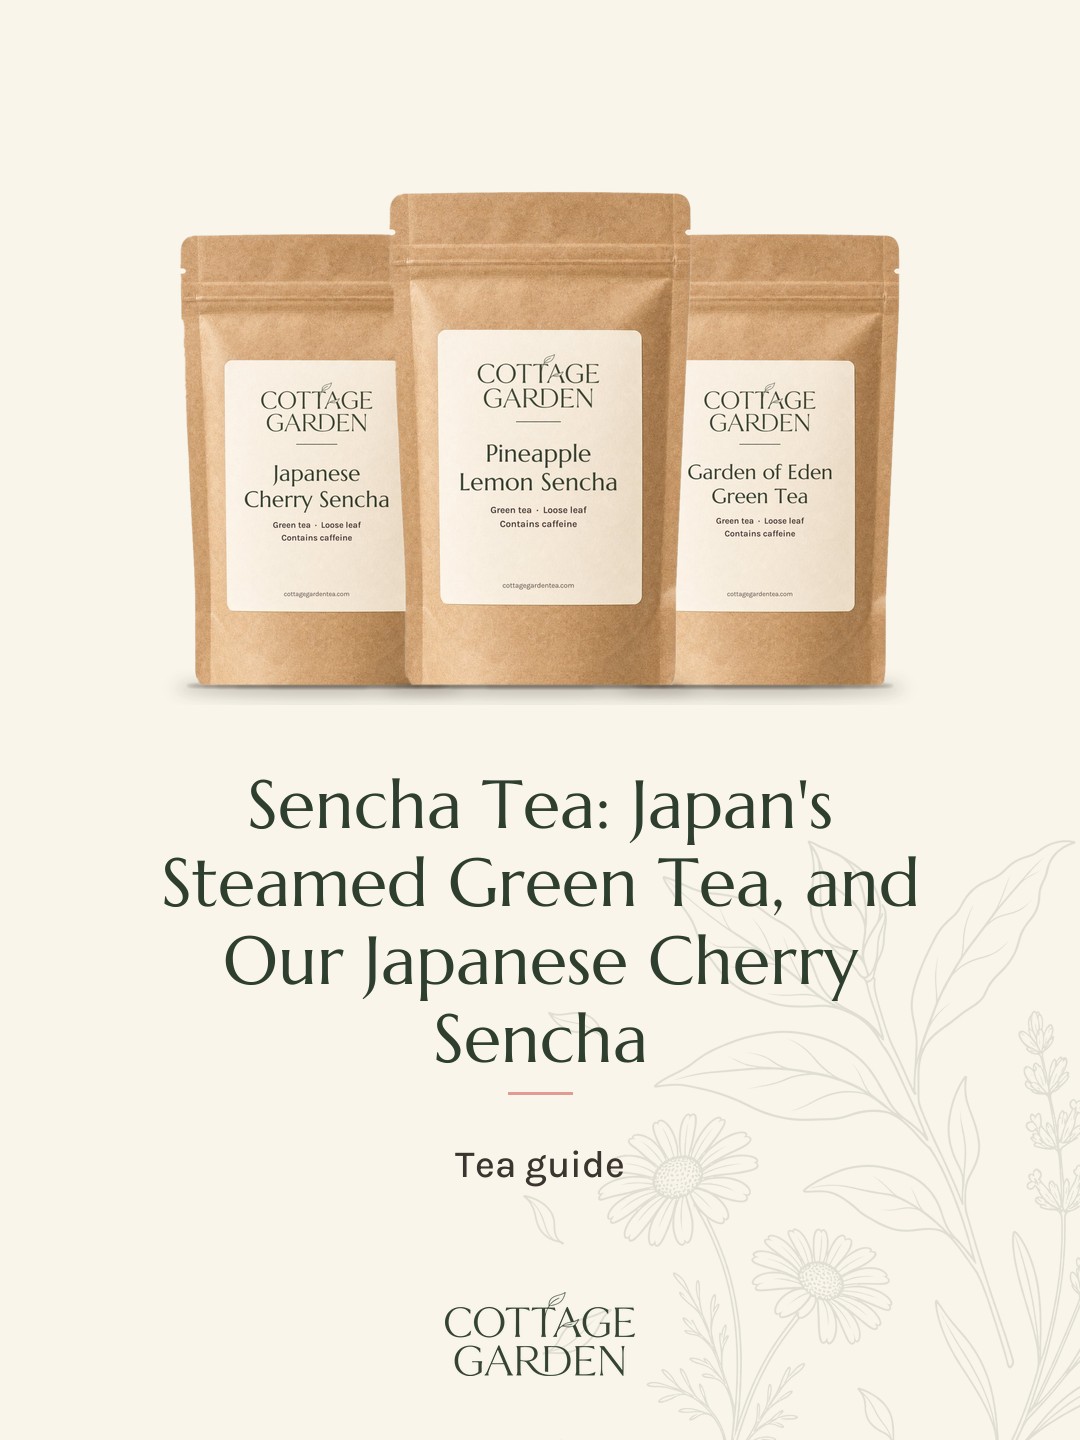 COTTAGE
GARDEN
Japanese
Cherry Sencha
Green tea · Loose leaf
Contains caffeine
cottagegardentea.com
COTTAGE
GARDEN
Pineapple
Lemon Sencha
Green tea · Loose leaf
Contains caffeine
cottagegardentea.com
COTTAGE
GARDEN
Garden of Eden
Green Tea
Green tea · Loose leaf
Contains caffeine
cottagegardentea.com
Sencha Tea: Japan's
Steamed Green Tea, and
Our Japanese Cherry
Sencha
Tea guide
COTTAGE
GARDEN